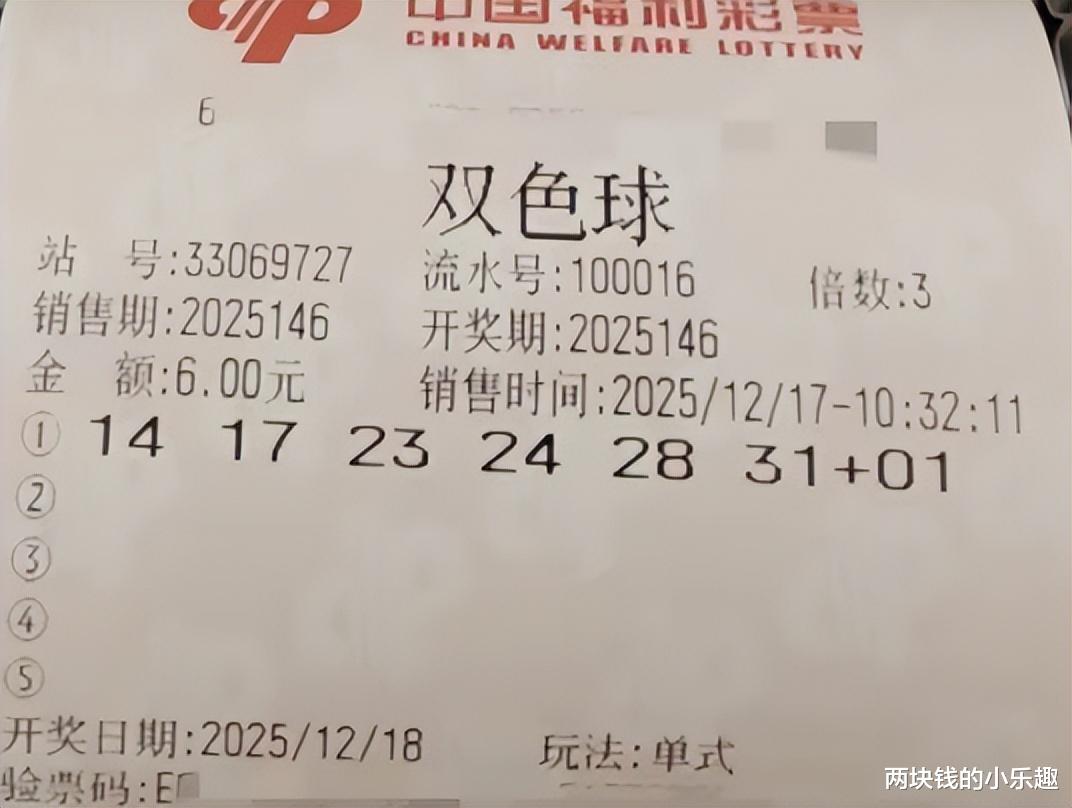 中国福利彩票
CHINA WELFARE LOTTERY
6
双色球
站 号:33069727 流水号:100016 倍数:3
销售期:2025146 开奖期:2025146
金 额:6.00元 销售时间:2025/12/17-10:32:11
① 14 17 23 24 28 31+01
②
③
④
⑤
开奖日期:2025/12/18 玩法:单式
验票码:E
两块钱的小乐趣